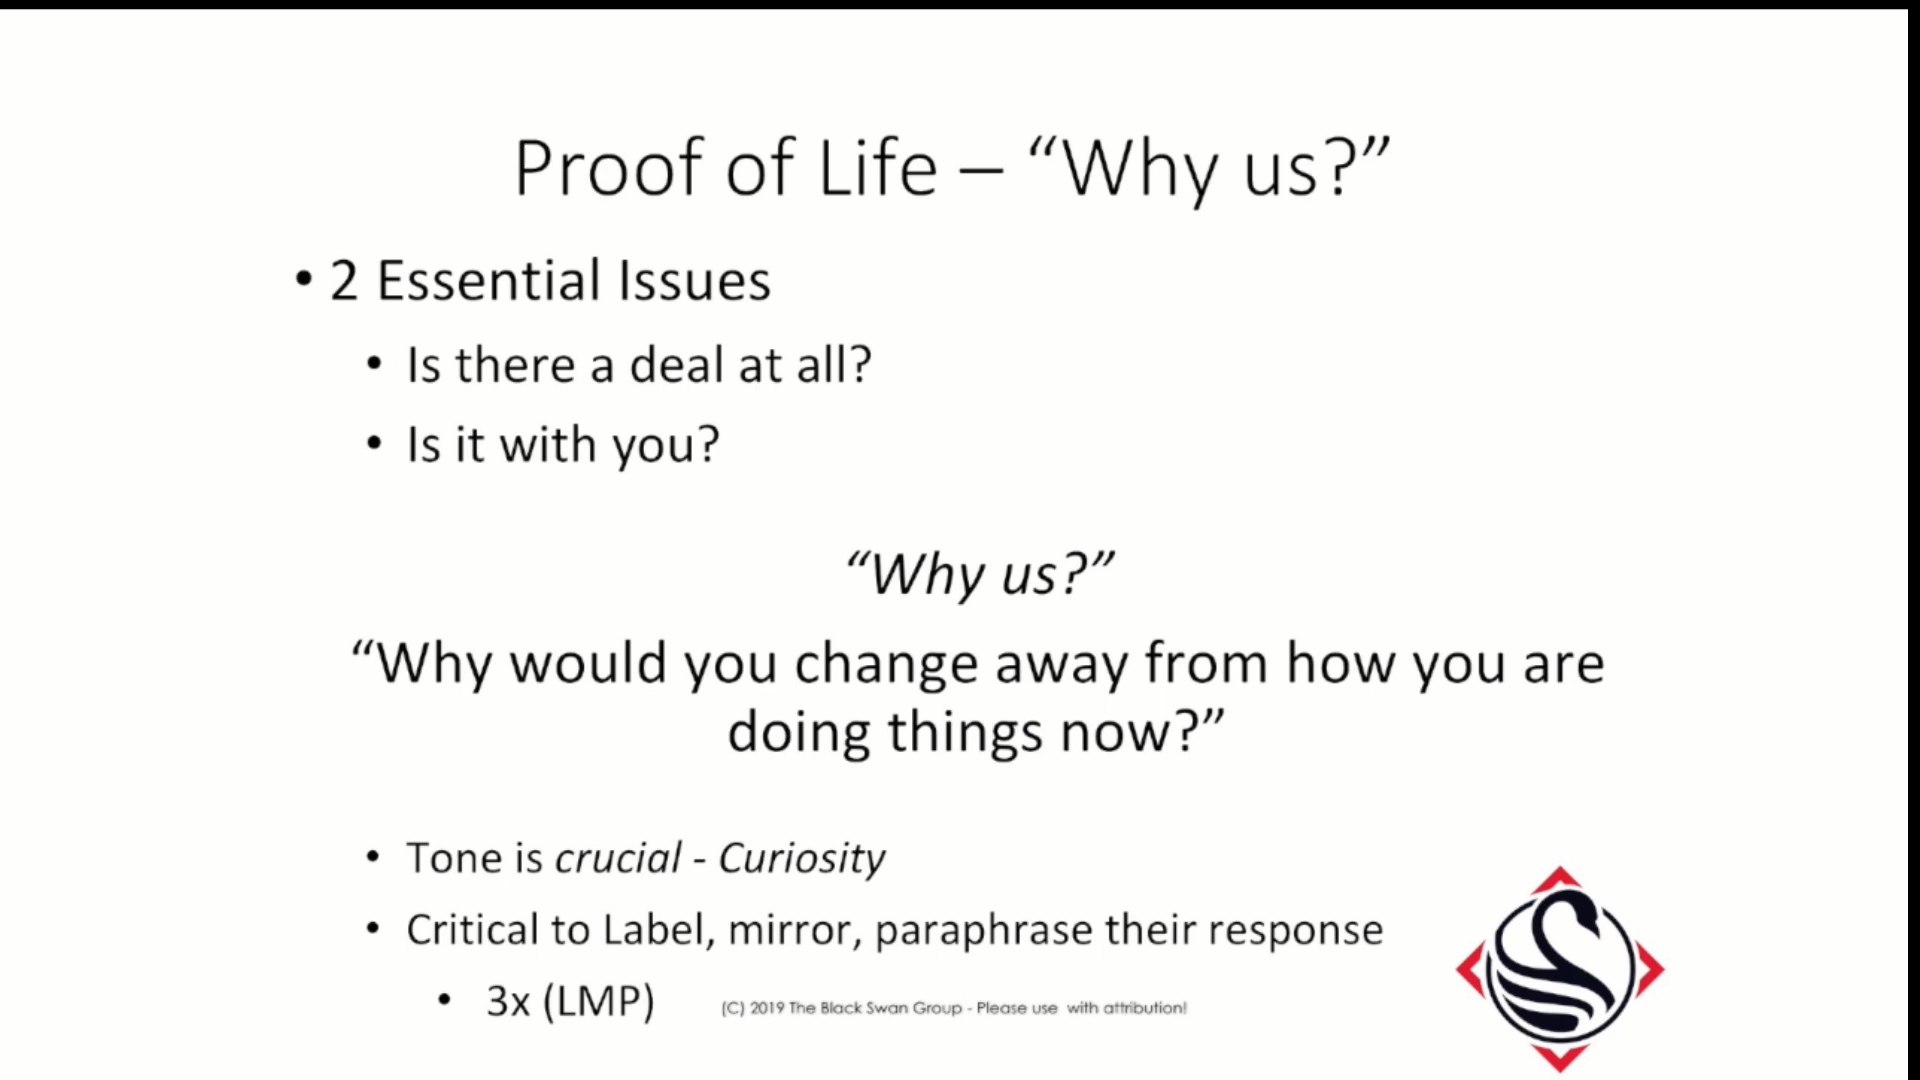 Proof of Life – “Why us?”
• 2 Essential Issues
• Is there a deal at all?
• Is it with you?
“Why us?”
“Why would you change away from how you are
doing things now?”
• Tone is crucial - Curiosity
• Critical to Label, mirror, paraphrase their response
• 3x (LMP)
(C) 2019 The Black Swan Group - Please use with attribution!